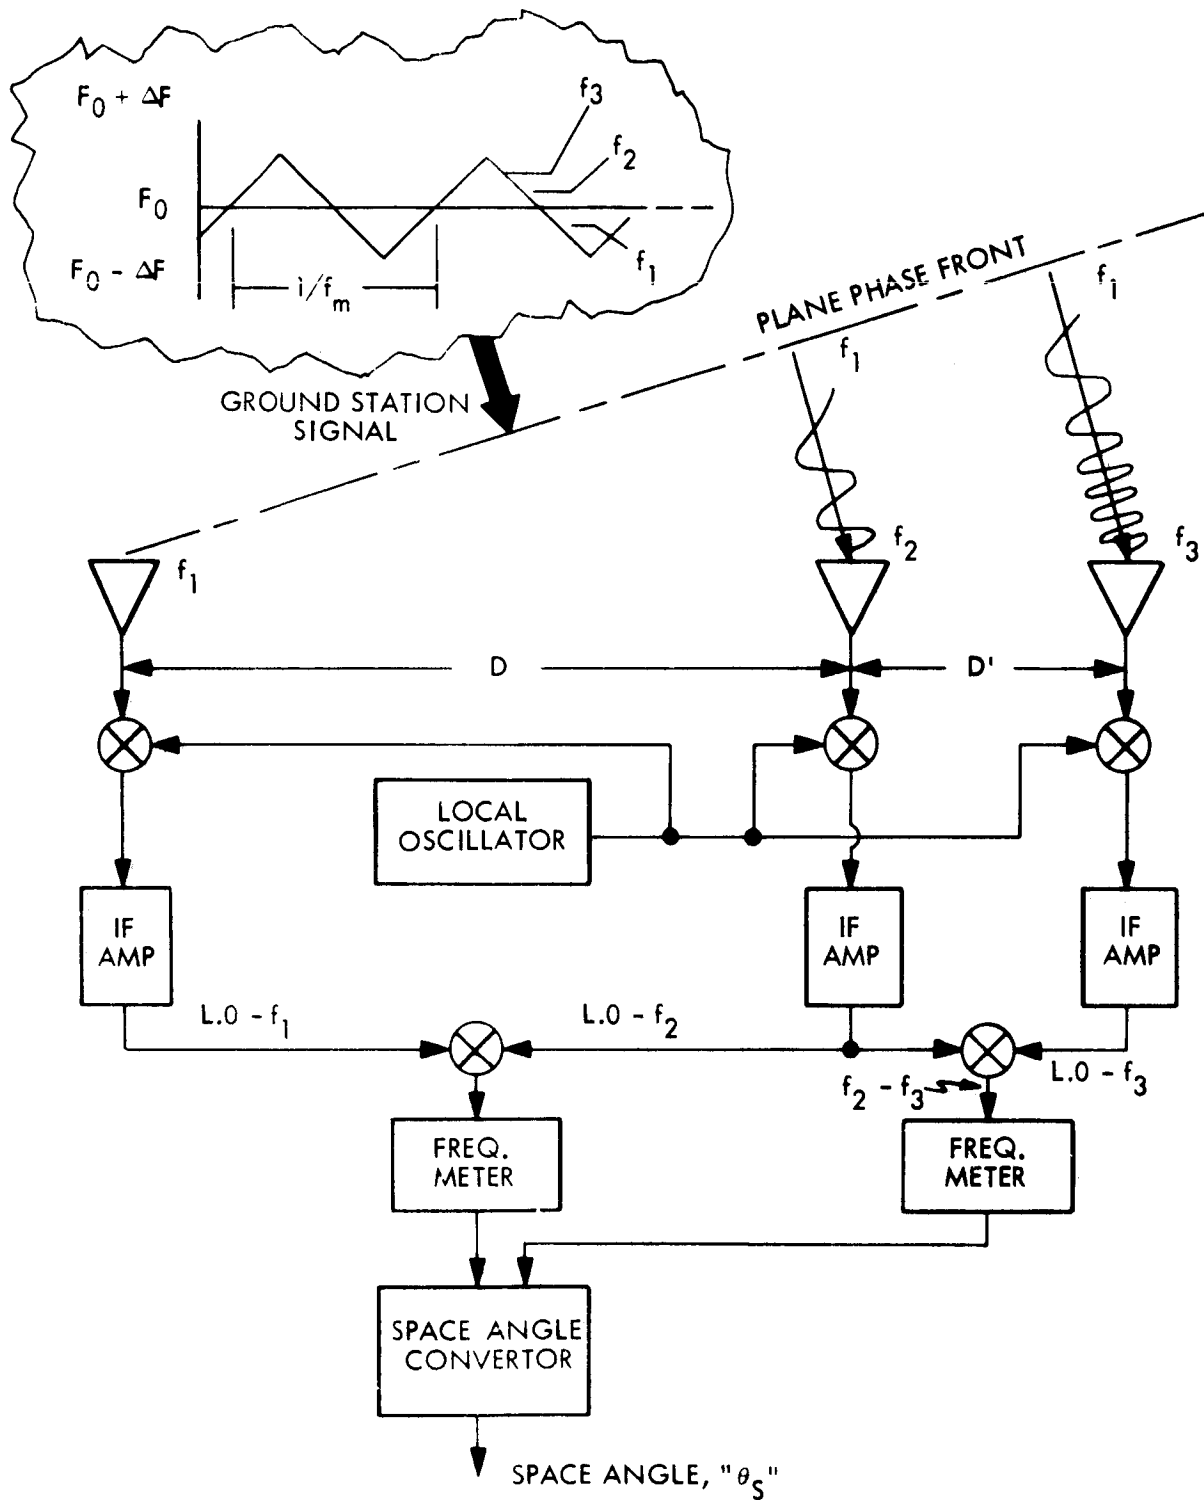 F₀ + ΔF
f3
f₂
F₀
F₀ - ΔF
i/fₘ
f₁
PLANE PHASE FRONT
f₁
f₁
GROUND STATION
SIGNAL
f₁
f₂
f₃
D
D'
LOCAL
OSCILLATOR
IF
AMP
IF
AMP
IF
AMP
L.O - f₁
L.O - f₂
L.O - f₃
f₂ - f₃
FREQ.
METER
FREQ.
METER
SPACE ANGLE
CONVERTOR
SPACE ANGLE, "θ_S"